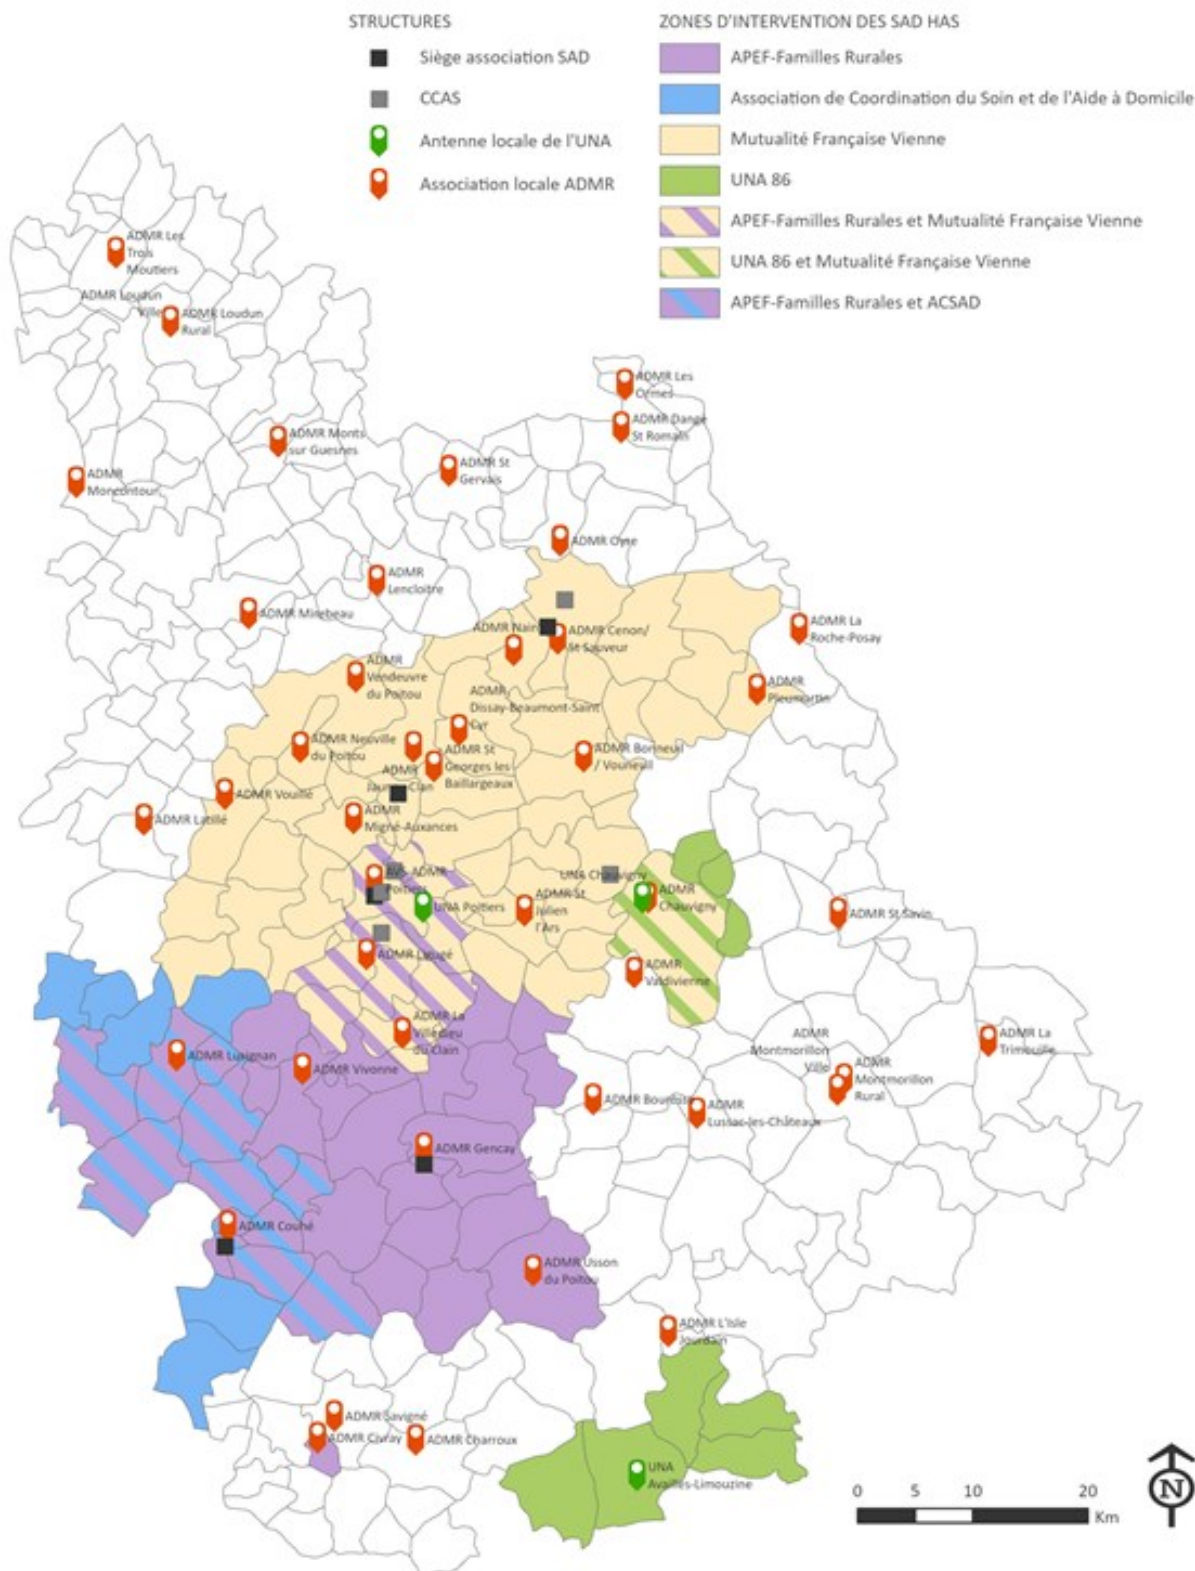 STRUCTURES
Siège association SAD
CCAS
Antenne locale de l'UNA
Association locale ADMR
ZONES D'INTERVENTION DES SAD HAS
APEF-Familles Rurales
Association de Coordination du Soin et de l'Aide à Domicile
Mutualité Française Vienne
UNA 86
APEF-Familles Rurales et Mutualité Française Vienne
UNA 86 et Mutualité Française Vienne
APEF-Familles Rurales et ACSAD
ADMR Les
Trois
Moutiers
ADMR Loudun
Ville
ADMR Loudun
Rural
ADMR Les
Ormes
ADMR Dange
St Romain
ADMR Monts
sur Guesnes
ADMR St
Gervais
ADMR
Moncontour
ADMR Oyre
ADMR
Lencloitre
ADMR Mirebeau
ADMR Nain
ADMR Cenon/
St Sauveur
ADMR La
Roche-Posay
ADMR
Vendeuvre
du Poitou
ADMR
Pleumartin
ADMR
Dissay-Beaumont-Saint
Cyr
ADMR Neuville
du Poitou
ADMR St
Georges les
Baillargeaux
ADMR Bonneuil
/ Vouneuil
ADMR
Jaunay-Clan
ADMR Vouillé
ADMR Latillé
ADMR
Migné-Auxances
AVS-ADMR
Poitiers
UNA Chauvigny
ADMR
Chauvigny
UNA Poitiers
ADMR St
Julien
l'Ars
ADMR St Savin
ADMR Ligugé
ADMR
Valdivienne
ADMR La
Villedieu
du Clain
ADMR
Montmorillon
Ville
ADMR La
Trimouille
ADMR Lusignan
ADMR Vivonne
ADMR
Montmorillon
Rural
ADMR Bouresse
ADMR
Lussac-les-Châteaux
ADMR Gencay
ADMR Couhé
ADMR Usson
du Poitou
ADMR L'Isle
Jourdain
ADMR Savigné
ADMR Civray
ADMR Charroux
UNA
Availles-Limouzine
0 5 10 20
Km
N